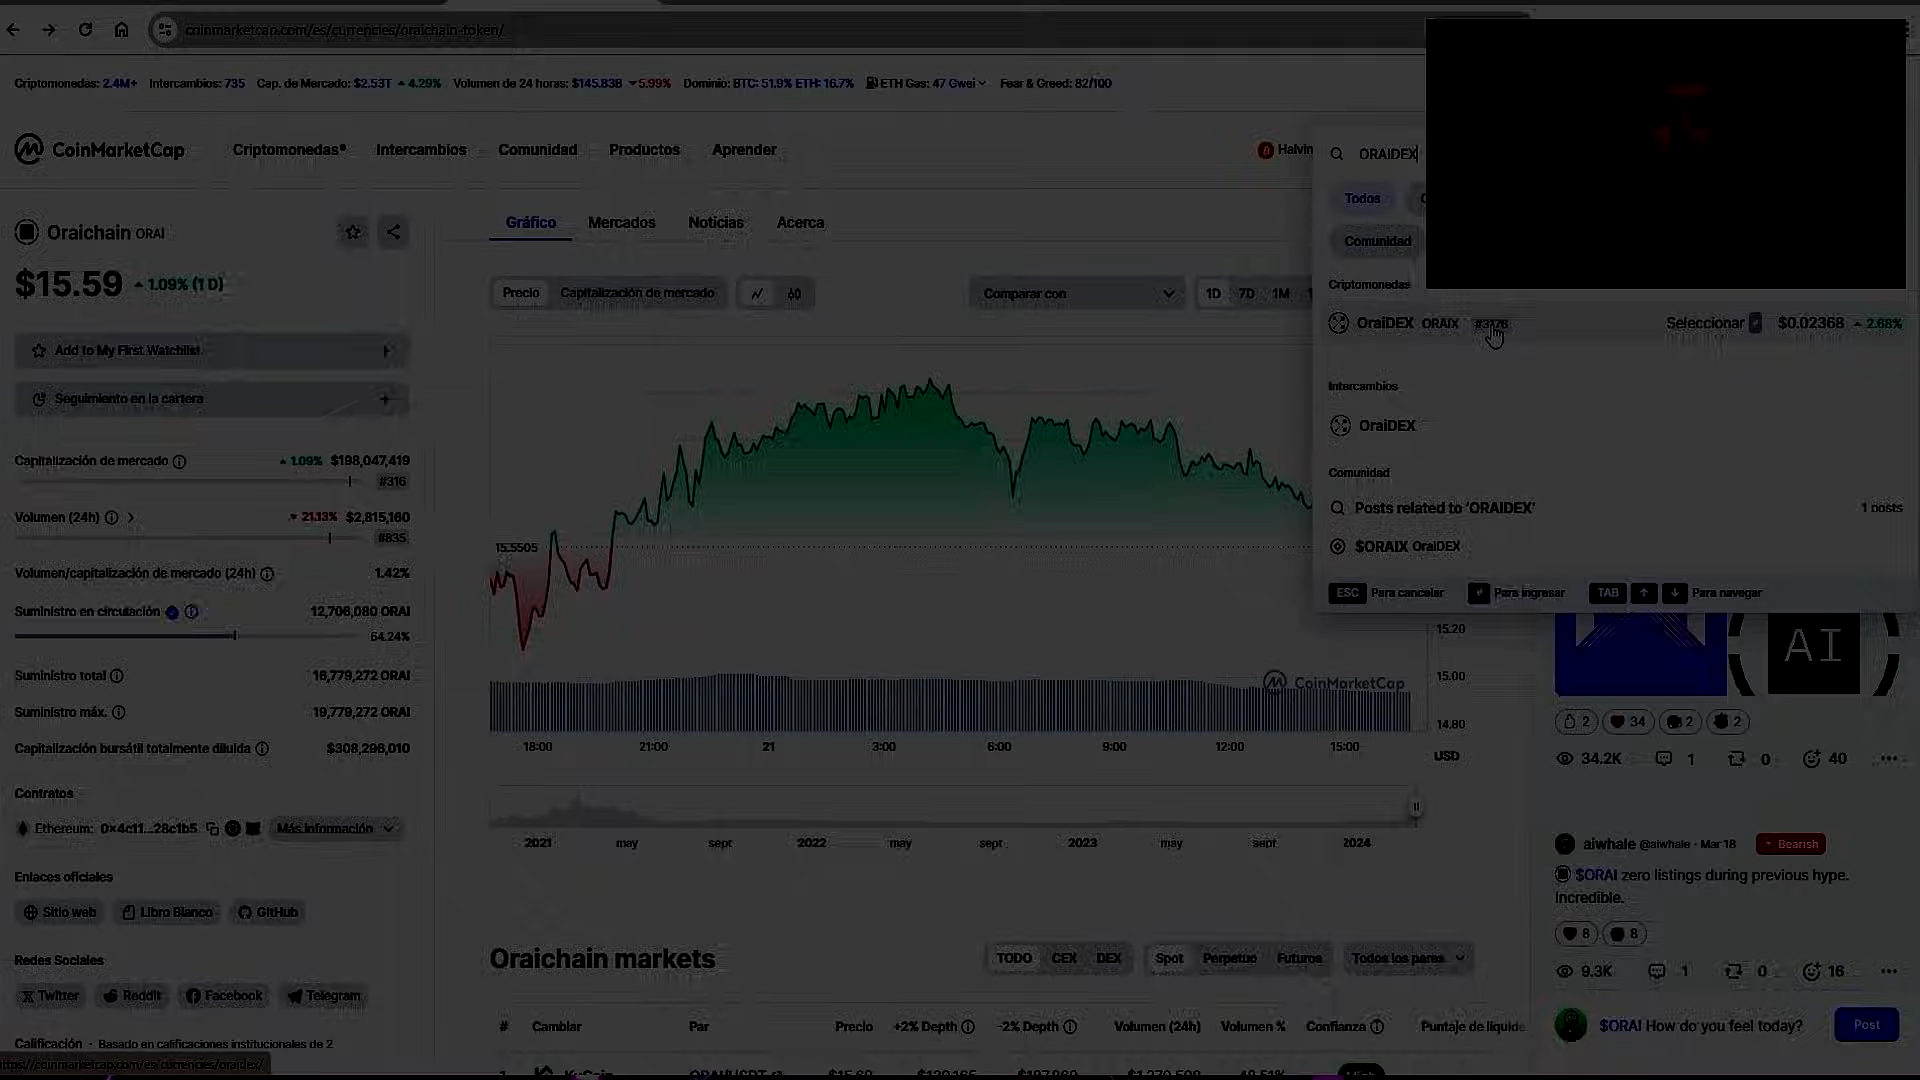 coinmarketcap.com/es/currencies/oraichain-token/
Criptomonedas: 2.4M+ Intercambios: 735 Cap. de Mercado: $2.53T 4.29% Volumen de 24 horas: $145.83B 5.99% Dominio: BTC: 51.9% ETH: 16.7% ETH Gas: 47 Gwei Fear & Greed: 82/100
CoinMarketCap Criptomonedas Intercambios Comunidad Productos Aprender
ORAIDEX
Todos
Comunidad
Criptomonedas
OraiDEX ORAIX #3176 Seleccionar $0.02368 2.68%
Intercambios
OraiDEX
Comunidad
Posts related to 'ORAIDEX' 1 posts
$ORAIX OraiDEX
ESC Para cancelar Para ingresar TAB ↑ ↓ Para navegar
Oraichain ORAI
$15.59 1.09% (1D)
Add to My First Watchlist
Seguimiento en la cartera
Capitalización de mercado 1.09% $198,047,419
#316
Volumen (24h) 21.13% $2,815,160
#835
Volumen/capitalización de mercado (24h) 1.42%
Suministro en circulación 12,706,080 ORAI
64.24%
Suministro total 16,779,272 ORAI
Suministro máx. 19,779,272 ORAI
Capitalización bursátil totalmente diluida $308,296,010
Contratos
Ethereum: 0x4c11...28c1b5 Más información
Enlaces oficiales
Sitio web Libro Blanco GitHub
Redes Sociales
Twitter Reddit Facebook Telegram
Calificación · Basado en calificaciones institucionales de 2
https://coinmarketcap.com/es/currencies/oraidex/
Gráfico Mercados Noticias Acerca
Precio Capitalización de mercado Comparar con 1D 7D 1M
15.5505
15.20
15.00
14.80
CoinMarketCap
18:00 21:00 21 3:00 6:00 9:00 12:00 15:00 USD
2021 may sept 2022 may sept 2023 may sept 2024
Oraichain markets TODO CEX DEX Spot Perpetuo Futuros Todos los pares
# Cambiar Par Precio +2% Depth -2% Depth Volumen (24h) Volumen % Confianza
AI
2 34 2 2
34.2K 1 0 40
aiwhale @aiwhale · Mar 18 Bearish
$ORAI zero listings during previous hype.
Incredible.
8 8
9.3K 1 0 16
$ORAI How do you feel today? Post